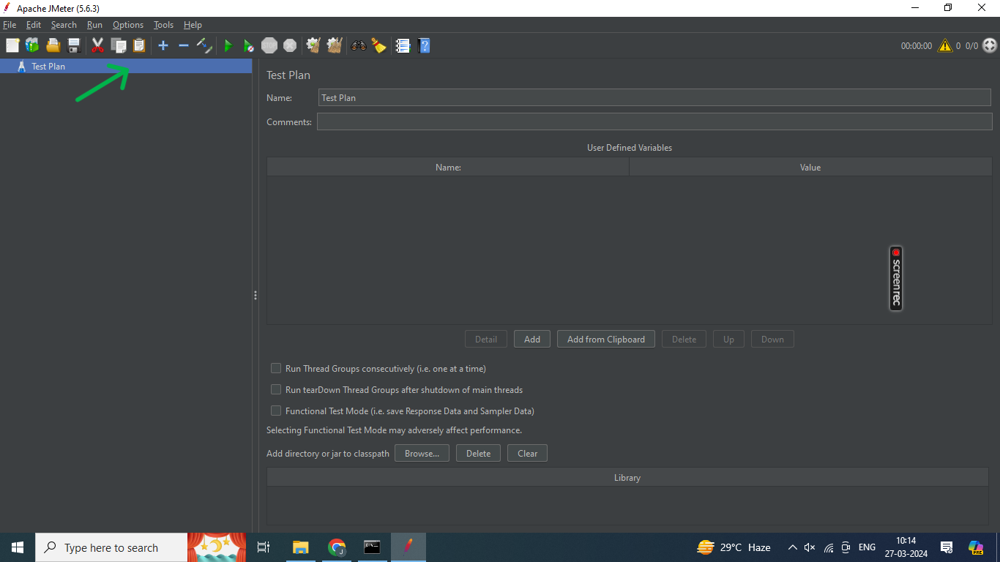 Apache JMeter (5.6.3)
File Edit Search Run Options Tools Help
STOP 00:00:00 0 0/0
Test Plan
Test Plan
Name: Test Plan
Comments:
User Defined Variables
Name: Value
Detail Add Add from Clipboard Delete Up Down
Run Thread Groups consecutively (i.e. one at a time)
Run tearDown Thread Groups after shutdown of main threads
Functional Test Mode (i.e. save Response Data and Sampler Data)
Selecting Functional Test Mode may adversely affect performance.
Add directory or jar to classpath Browse... Delete Clear
Library
screenrec
Type here to search
29°C Haze
ENG
10:14
27-03-2024
PRE